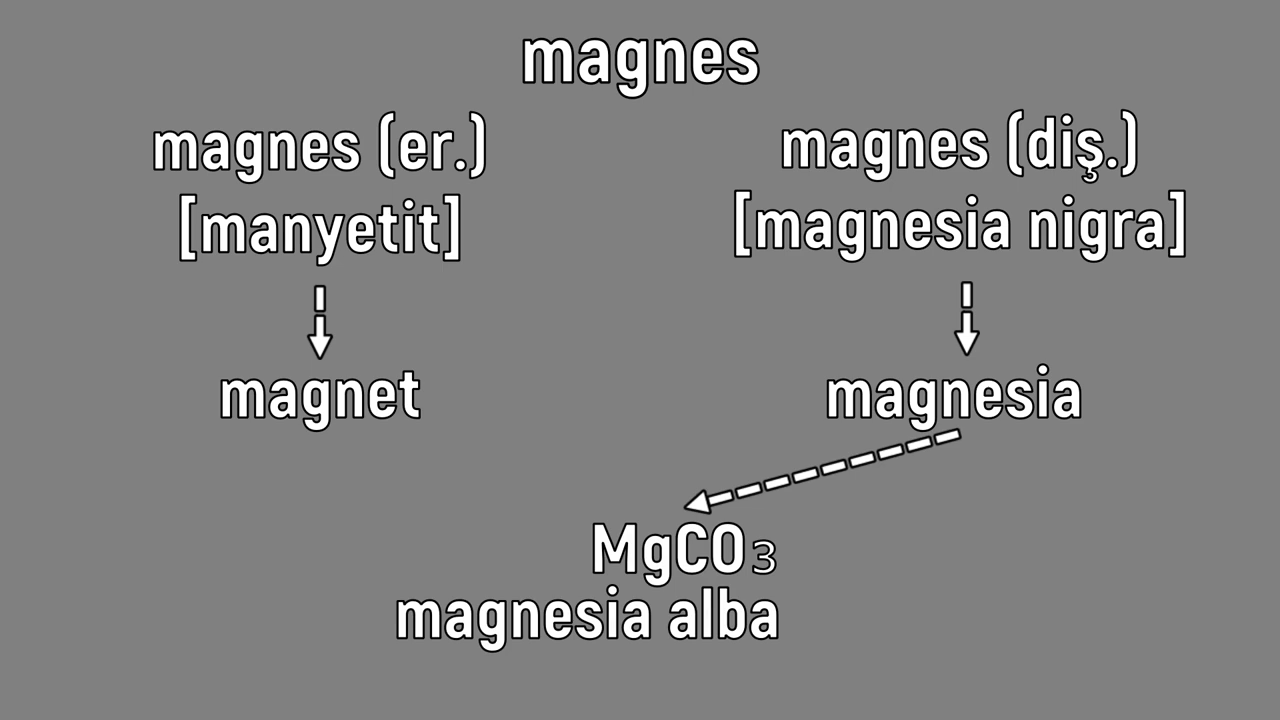 magnes
magnes (er.)
[manyetit]
magnet
magnes (diş.)
[magnesia nigra]
magnesia
MgCO₃
magnesia alba